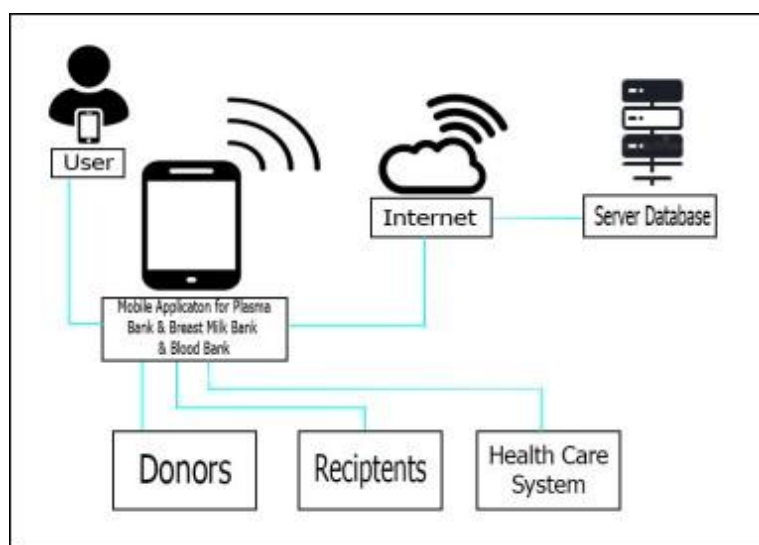 User
Internet
Server Database
Mobile Applicaton for Plasma
Bank & Breast Milk Bank
& Blood Bank
Donors
Reciptents
Health Care
System